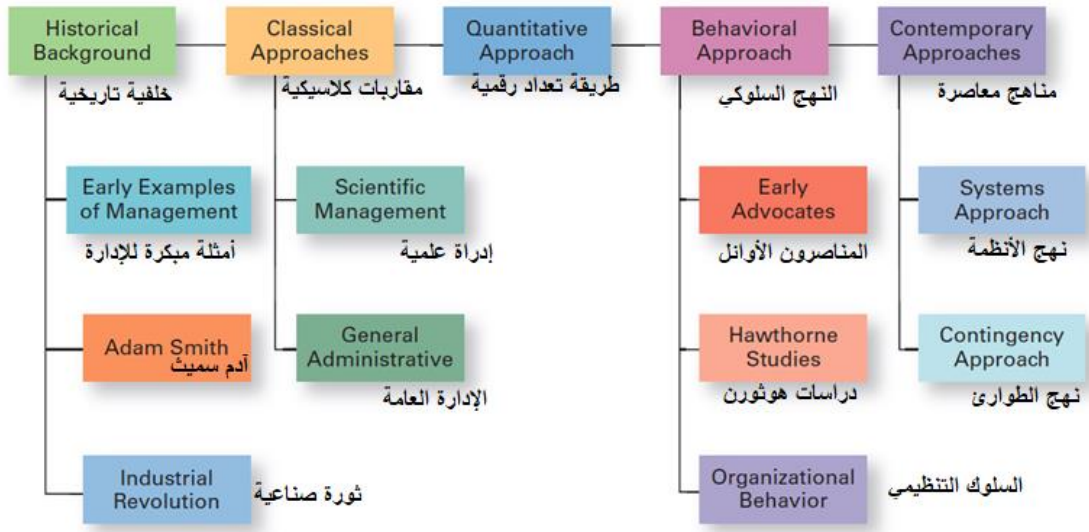 Historical
Background
خلفية تاريخية
Classical
Approaches
مقاربات كلاسيكية
Quantitative
Approach
طريقة تعداد رقمية
Behavioral
Approach
النهج السلوكي
Contemporary
Approaches
مناهج معاصرة
Early Examples
of Management
أمثلة مبكرة للإدارة
Scientific
Management
إدراة علمية
Early
Advocates
المناصرون الأوائل
Systems
Approach
نهج الأنظمة
Adam Smith
آدم سميث
General
Administrative
الإدارة العامة
Hawthorne
Studies
دراسات هوثورن
Contingency
Approach
نهج الطوارئ
Industrial
Revolution
ثورة صناعية
Organizational
Behavior
السلوك التنظيمي